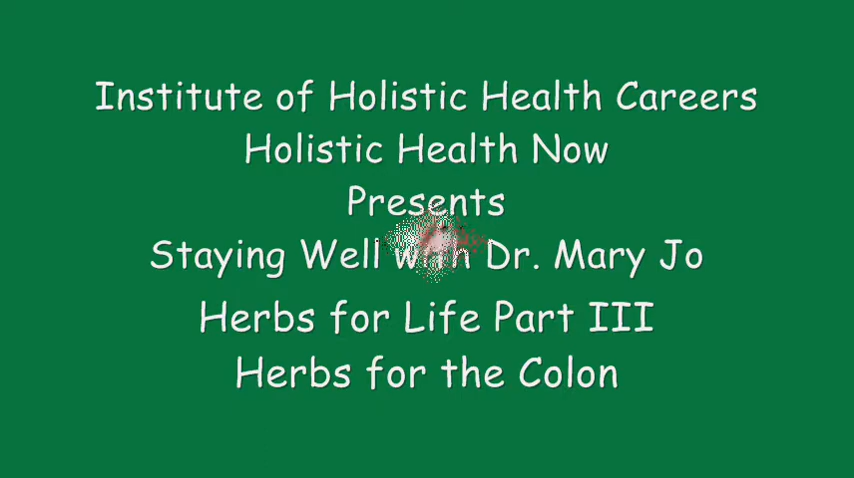 Institute of Holistic Health Careers
Holistic Health Now
Presents
Staying Well with Dr. Mary Jo
Herbs for Life Part III
Herbs for the Colon